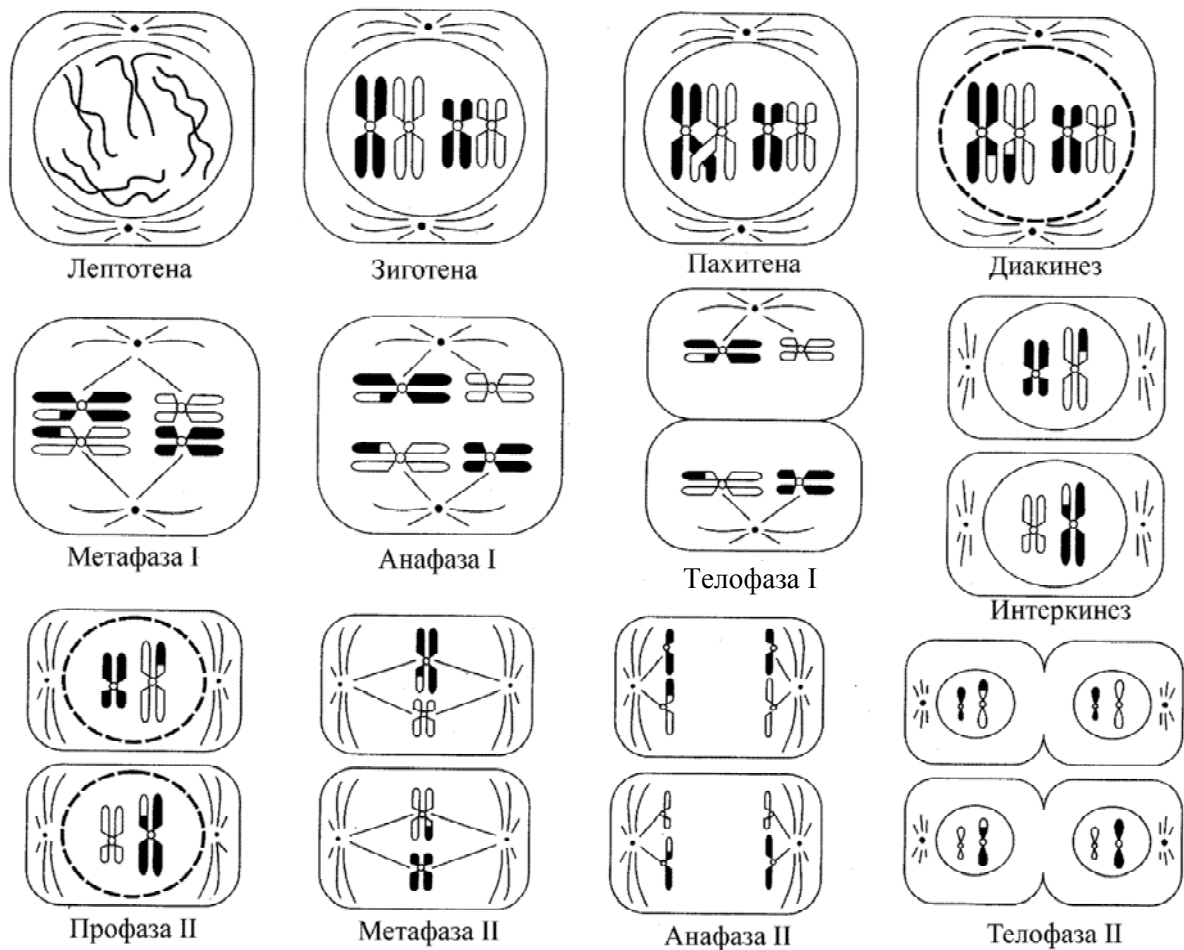 Лептотена
Зиготена
Пахитена
Диакинез
Метафаза I
Анафаза I
Телофаза I
Интеркинез
Профаза II
Метафаза II
Анафаза II
Телофаза II